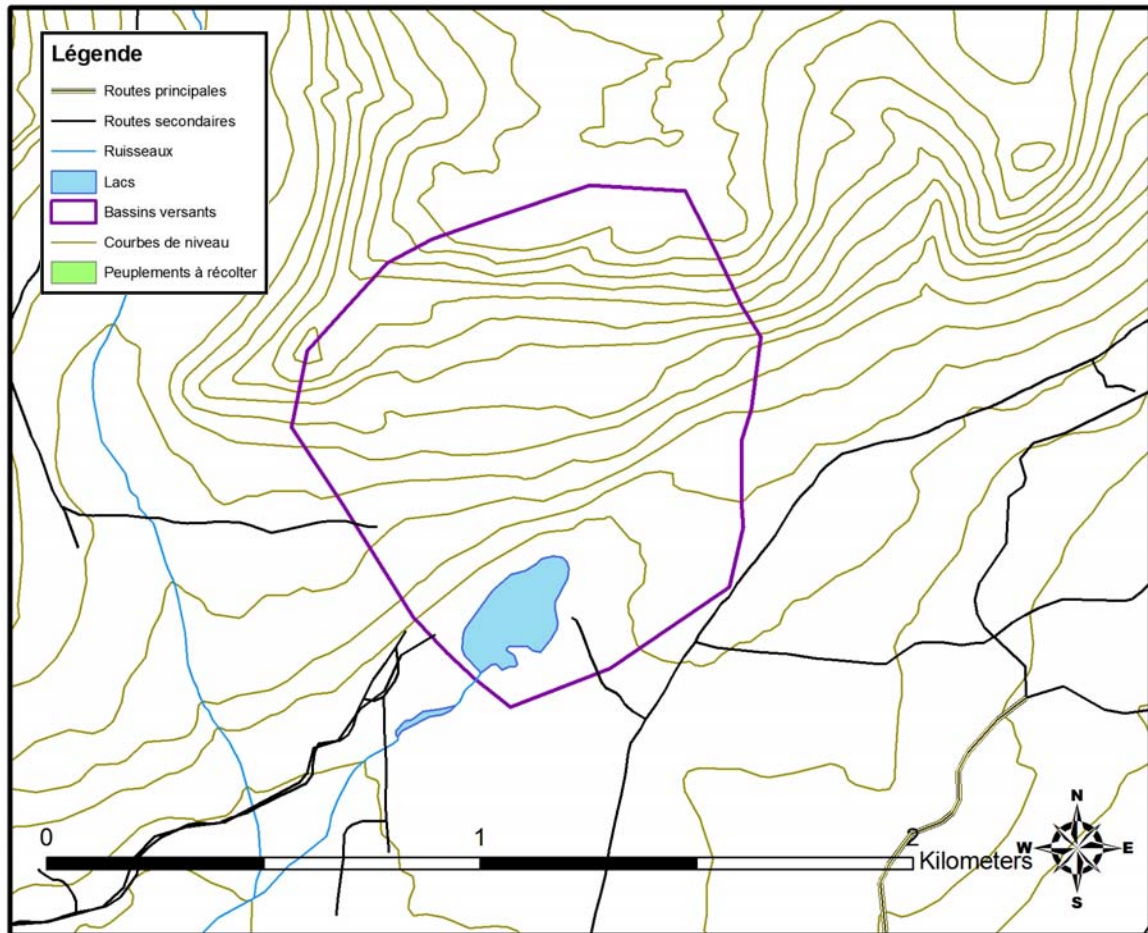 Légende
Routes principales
Routes secondaires
Ruisseaux
Lacs
Bassins versants
Courbes de niveau
Peuplements à récolter
0 1 2
Kilometers
N
W E
S